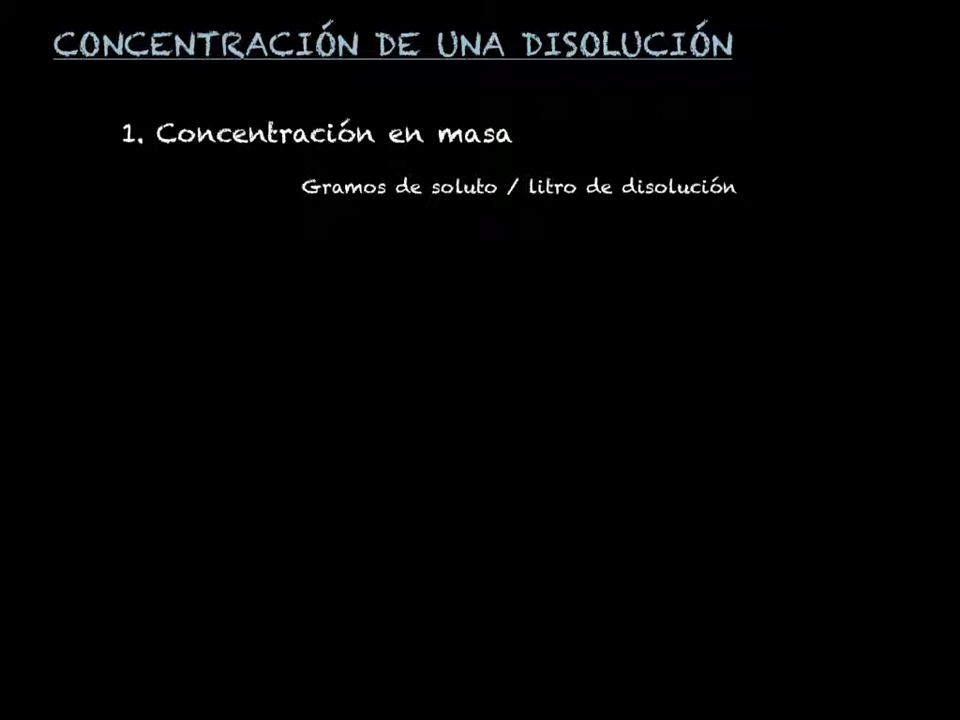 CONCENTRACIÓN DE UNA DISOLUCIÓN
1. Concentración en masa
Gramos de soluto / litro de disolución